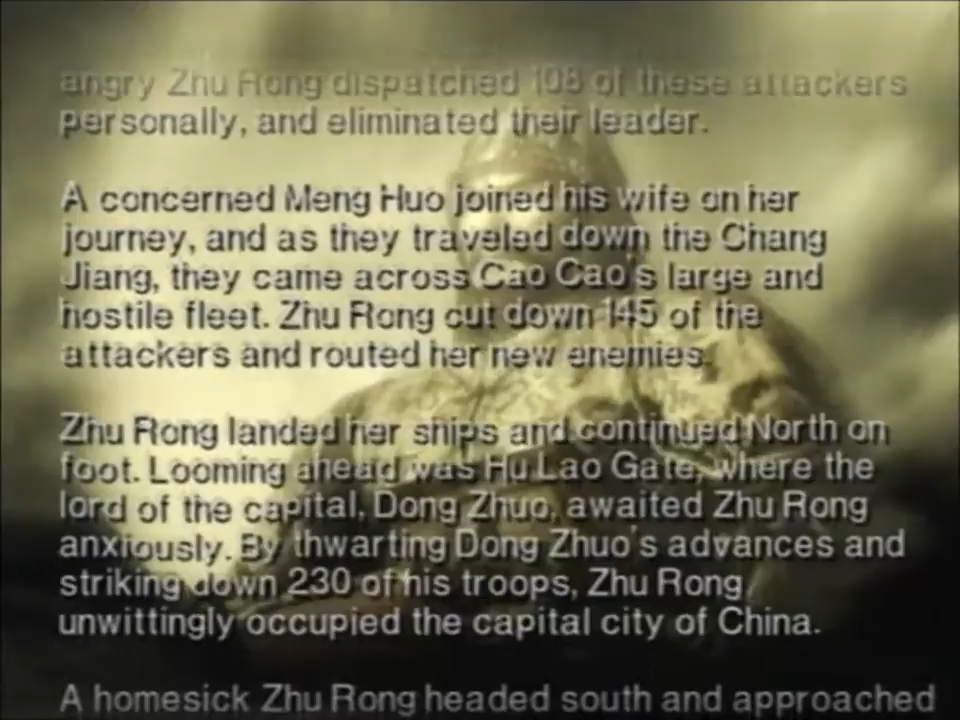 angry Zhu Rong dispatched 108 of these attackers
personally, and eliminated their leader.
A concerned Meng Huo joined his wife on her
journey, and as they traveled down the Chang
Jiang, they came across Cao Cao's large and
hostile fleet. Zhu Rong cut down 145 of the
attackers and routed her new enemies.
Zhu Rong landed her ships and continued North on
foot. Looming ahead was Hu Lao Gate, where the
lord of the capital, Dong Zhuo, awaited Zhu Rong
anxiously. By thwarting Dong Zhuo's advances and
striking down 230 of his troops, Zhu Rong
unwittingly occupied the capital city of China.
A homesick Zhu Rong headed south and approached